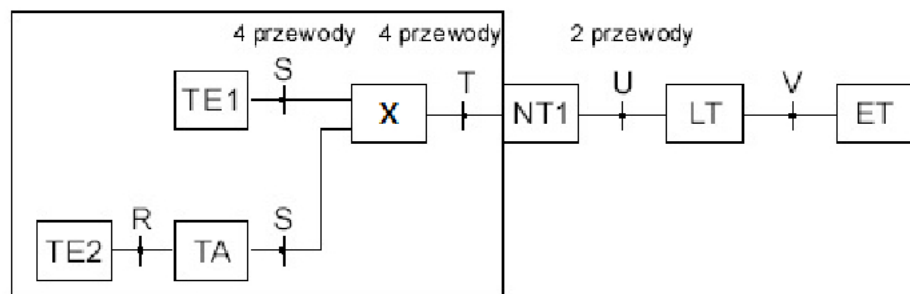 4 przewody 4 przewody 2 przewody
S T U V
TE1 X NT1 LT ET
R S
TE2 TA